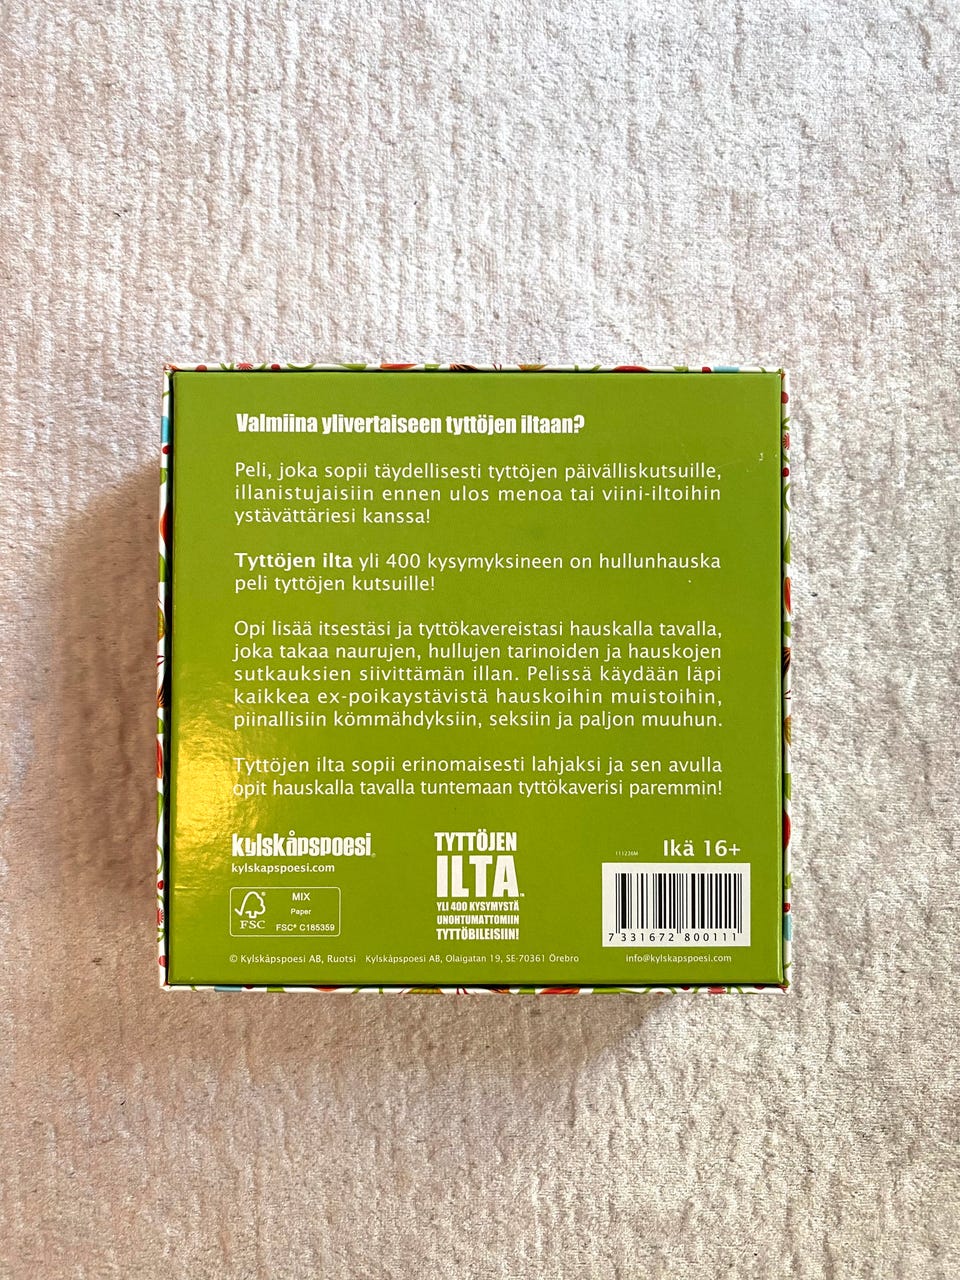 Valmiina ylivertaiseen tyttöjen iltaan?
Peli, joka sopii täydellisesti tyttöjen päivälliskutsuille,
illanistujaisiin ennen ulos menoa tai viini-iltoihin
ystävättäriesi kanssa!
Tyttöjen ilta yli 400 kysymyksineen on hullunhauska
peli tyttöjen kutsuille!
Opi lisää itsestäsi ja tyttökavereistasi hauskalla tavalla,
joka takaa naurujen, hullujen tarinoiden ja hauskojen
sutkauksien siivittämän illan. Pelissä käydään läpi
kaikkea ex-poikaystävistä hauskoihin muistoihin,
piinallisiin kömmähdyksiin, seksiin ja paljon muuhun.
Tyttöjen ilta sopii erinomaisesti lahjaksi ja sen avulla
opit hauskalla tavalla tuntemaan tyttökaverisi paremmin!
kylskåpspoesi
kylskapspoesi.com
FSC
MIX
Paper
FSC® C185359
TYTTÖJEN
ILTA™
YLI 400 KYSYMYSTÄ
UNOHTUMATTOMIIN
TYTTÖBILEISIIN!
111236M
Ikä 16+
7 331672 800111
© Kylskåpspoesi AB, Ruotsi Kylskåpspoesi AB, Olaigatan 19, SE-70361 Örebro
info@kylskapspoesi.com